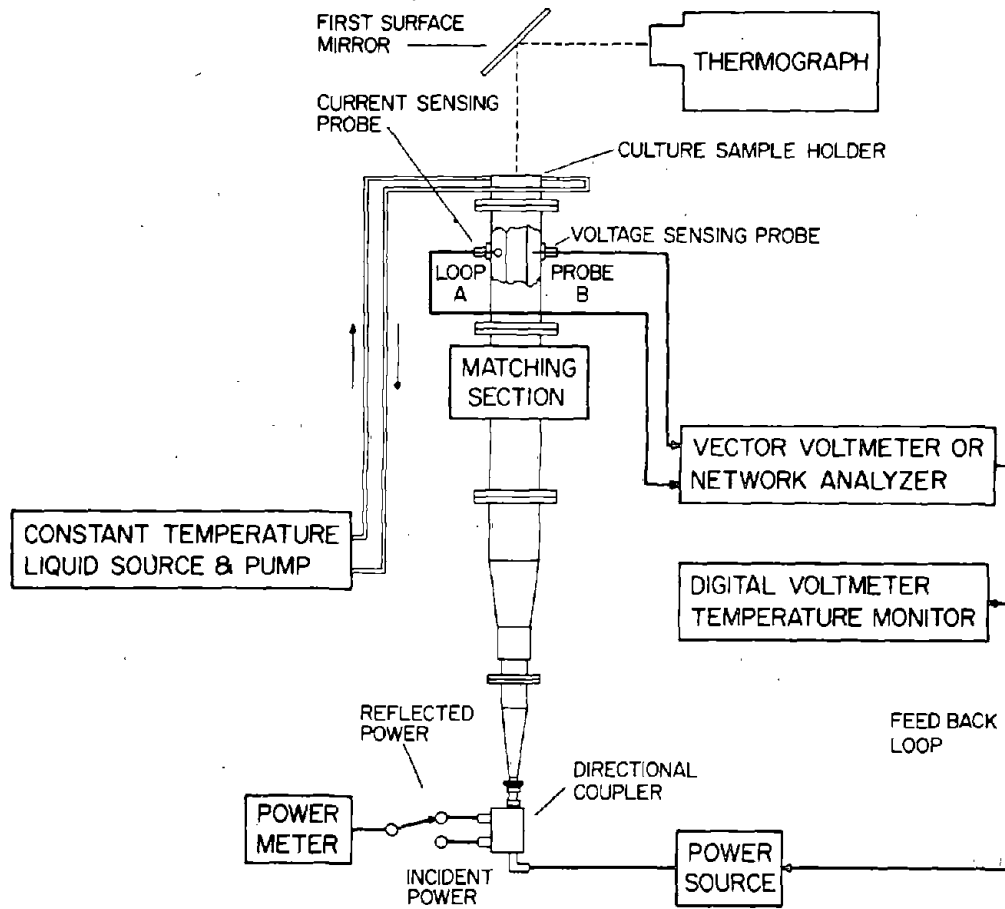 FIRST SURFACE
MIRROR
THERMOGRAPH
CURRENT SENSING
PROBE
CULTURE SAMPLE HOLDER
VOLTAGE SENSING PROBE
LOOP
A
PROBE
B
MATCHING
SECTION
VECTOR VOLTMETER OR
NETWORK ANALYZER
CONSTANT TEMPERATURE
LIQUID SOURCE & PUMP
DIGITAL VOLTMETER
TEMPERATURE MONITOR
REFLECTED
POWER
FEED BACK
LOOP
DIRECTIONAL
COUPLER
POWER
METER
INCIDENT
POWER
POWER
SOURCE